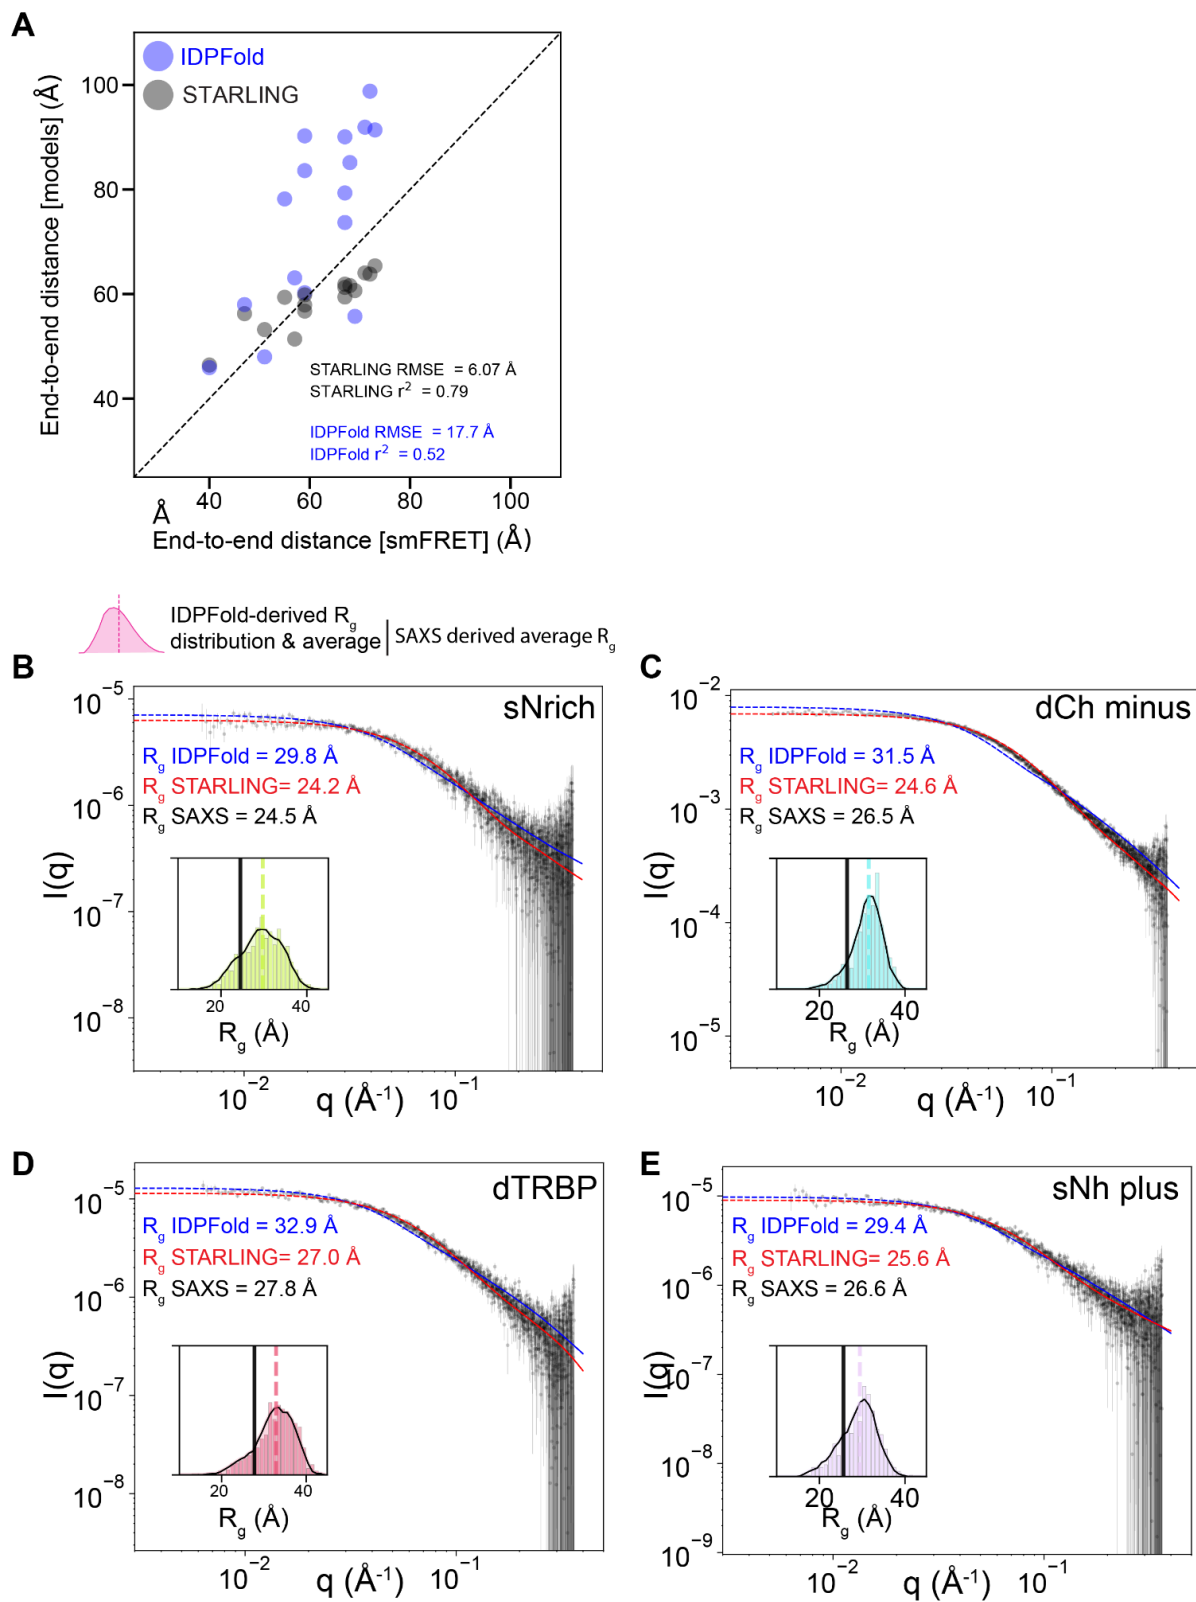 A
IDPFold
STARLING
End-to-end distance [models] (Å)
100
80
60
40
STARLING RMSE = 6.07 Å
STARLING r² = 0.79
IDPFold RMSE = 17.7 Å
IDPFold r² = 0.52
40 60 80 100
Å
End-to-end distance [smFRET] (Å)
IDPFold-derived Rg
distribution & average
SAXS derived average Rg
B
sNrich
10⁻⁵
10⁻⁶
10⁻⁷
10⁻⁸
I(q)
Rg IDPFold = 29.8 Å
Rg STARLING= 24.2 Å
Rg SAXS = 24.5 Å
20 40
Rg (Å)
10⁻² 10⁻¹
q (Å⁻¹)
C
dCh minus
10⁻²
10⁻³
10⁻⁴
10⁻⁵
I(q)
Rg IDPFold = 31.5 Å
Rg STARLING= 24.6 Å
Rg SAXS = 26.5 Å
20 40
Rg (Å)
10⁻² 10⁻¹
q (Å⁻¹)
D
dTRBP
10⁻⁵
10⁻⁶
10⁻⁷
10⁻⁸
I(q)
Rg IDPFold = 32.9 Å
Rg STARLING= 27.0 Å
Rg SAXS = 27.8 Å
20 40
Rg (Å)
10⁻² 10⁻¹
q (Å⁻¹)
E
sNh plus
10⁻⁵
10⁻⁶
10⁻⁷
10⁻⁸
10⁻⁹
I(q)
Rg IDPFold = 29.4 Å
Rg STARLING= 25.6 Å
Rg SAXS = 26.6 Å
20 40
Rg (Å)
10⁻² 10⁻¹
q (Å⁻¹)